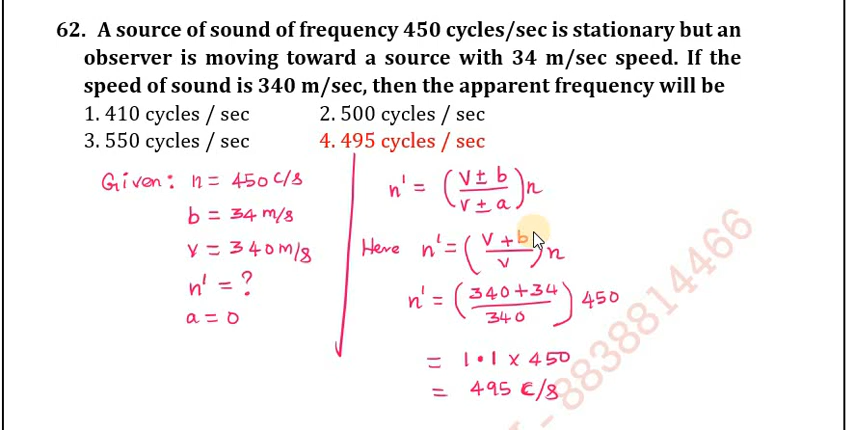 62. A source of sound of frequency 450 cycles/sec is stationary but an
observer is moving toward a source with 34 m/sec speed. If the
speed of sound is 340 m/sec, then the apparent frequency will be
1. 410 cycles / sec 2. 500 cycles / sec
3. 550 cycles / sec 4. 495 cycles / sec
Given: n = 450 c/s
b = 34 m/s
v = 340 m/s
n' = ?
a = 0
n' = (v ± b / v ± a) n
Here n' = (v + b / v) n
n' = (340 + 34 / 340) 450
= 1.1 x 450
= 495 c/s
- 8838814466